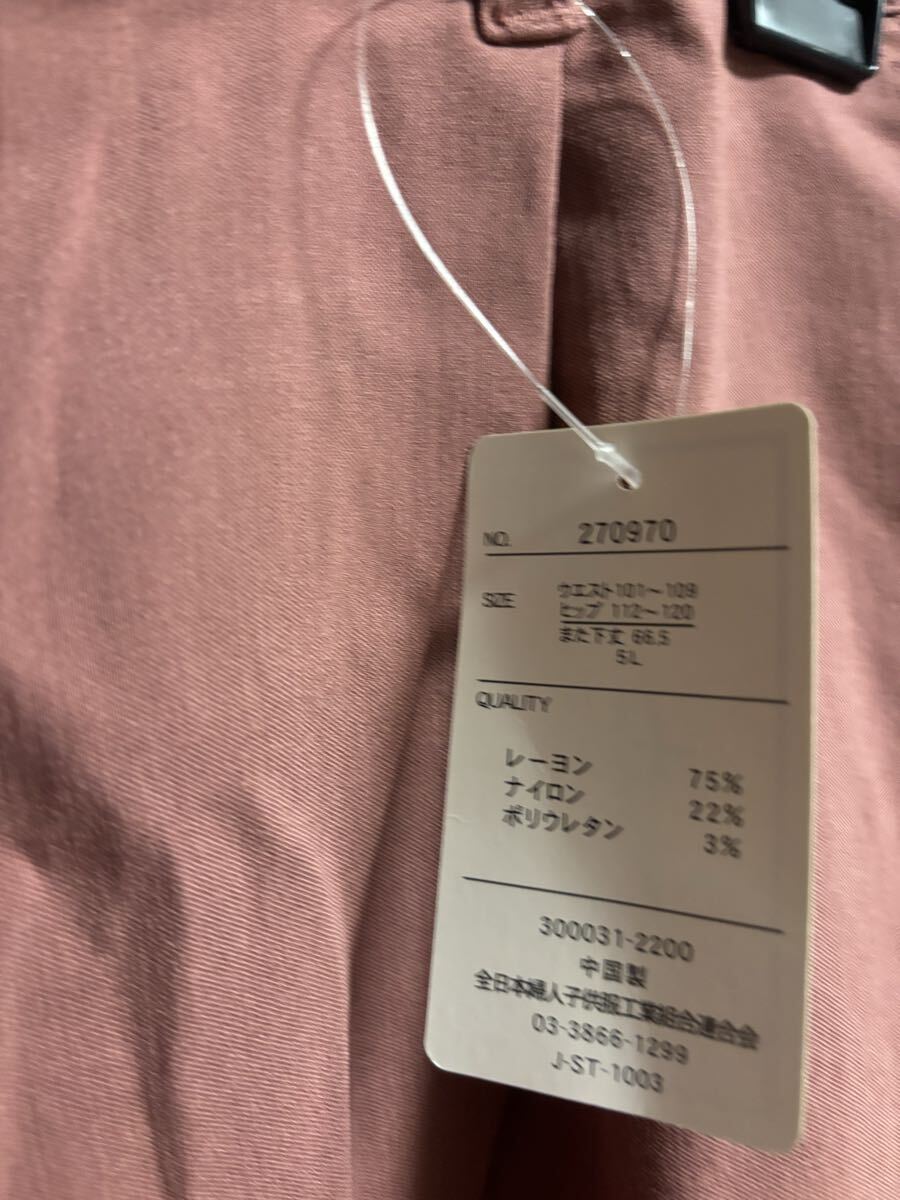 NO. 270970
SIZE ウエスト101～109
ヒップ 112～120
また下丈 66.5
5L
QUALITY
レーヨン 75%
ナイロン 22%
ポリウレタン 3%
300031-2200
中国製
全日本婦人子供服工業組合連合会
03-3866-1299
J-ST-1003